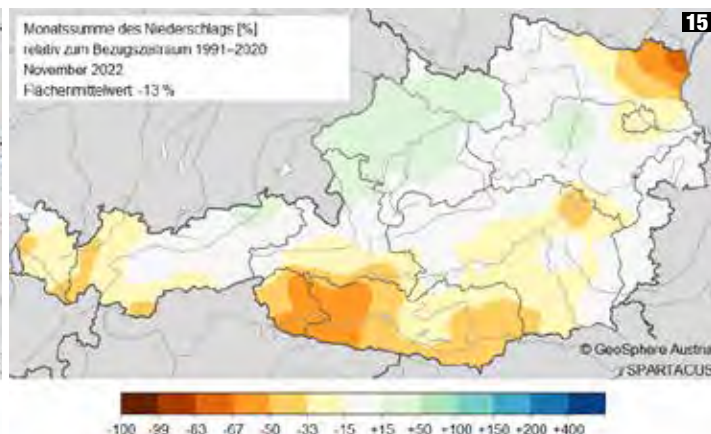 Monatssumme des Niederschlags [%]
relativ zum Bezugszeitraum 1991–2020
November 2022
Flächenmittelwert -13 %
15
© GeoSphere Austria
/ SPARTACUS
-100 -99 -83 -67 -50 -33 -15 +15 +50 +100 +150 +200 +400